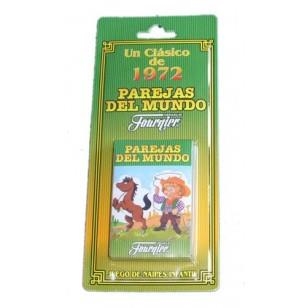 Un Clásico
de
1972
PAREJAS
DEL MUNDO
Fournier
PAREJAS
DEL MUNDO
Fournier
JUEGO DE NAIPES INFANTIL